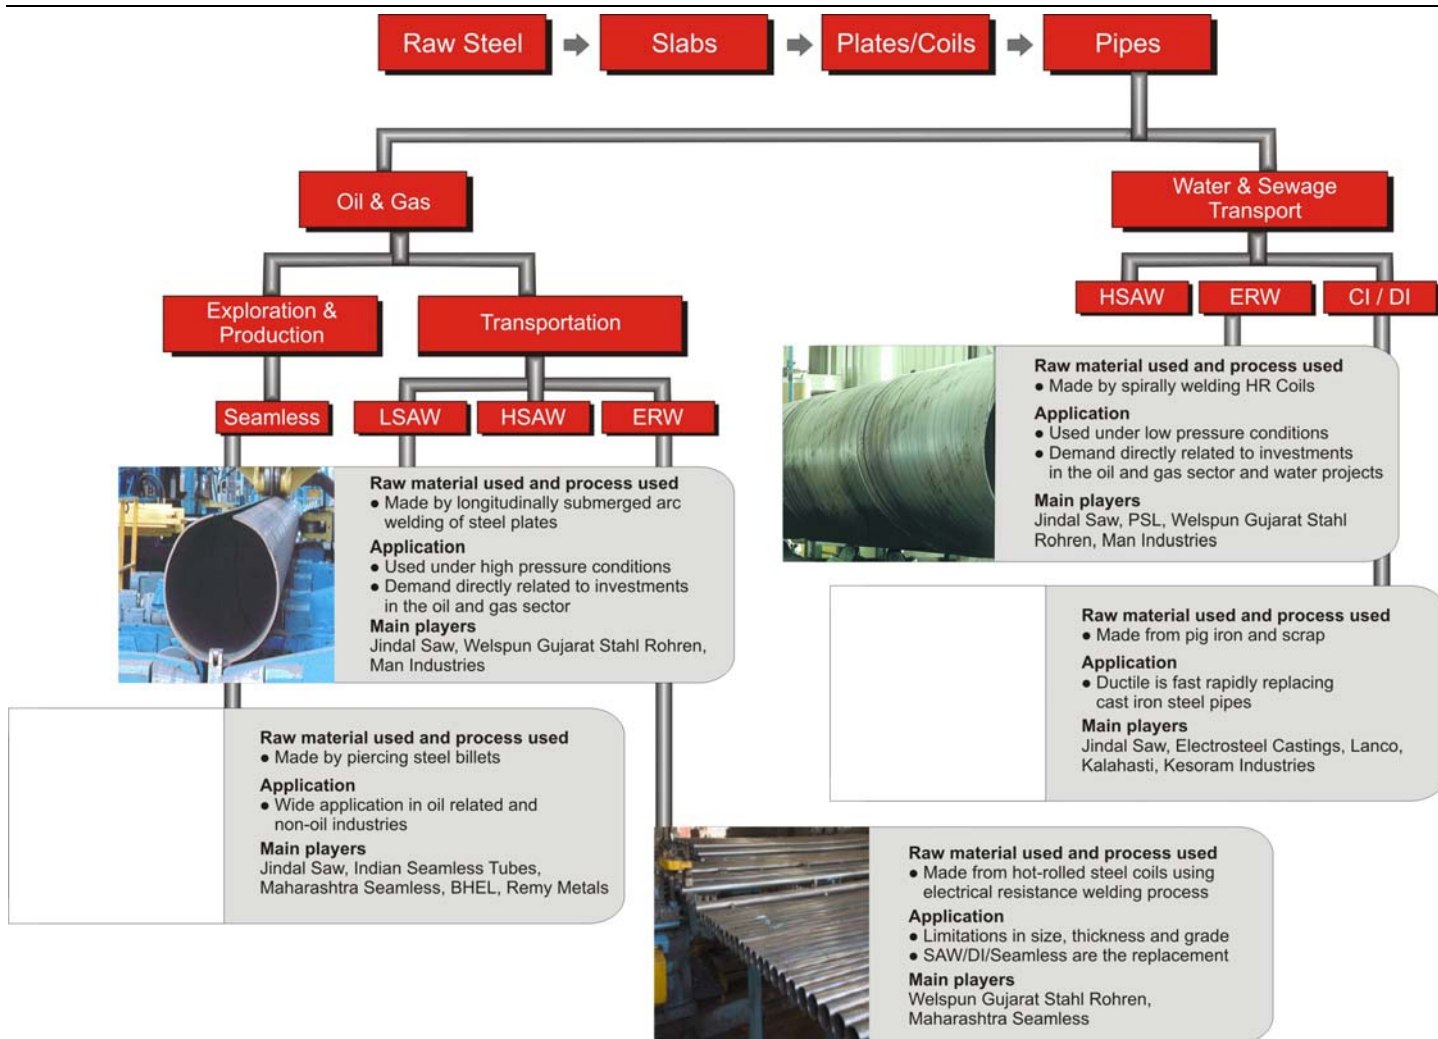 Raw Steel
Slabs
Plates/Coils
Pipes
Oil & Gas
Water & Sewage
Transport
Exploration &
Production
Transportation
HSAW
ERW
CI / DI
Seamless
LSAW
HSAW
ERW
Raw material used and process used
● Made by spirally welding HR Coils
Application
● Used under low pressure conditions
● Demand directly related to investments
in the oil and gas sector and water projects
Main players
Jindal Saw, PSL, Welspun Gujarat Stahl
Rohren, Man Industries
Raw material used and process used
● Made by longitudinally submerged arc
welding of steel plates
Application
● Used under high pressure conditions
● Demand directly related to investments
in the oil and gas sector
Main players
Jindal Saw, Welspun Gujarat Stahl Rohren,
Man Industries
Raw material used and process used
● Made from pig iron and scrap
Application
● Ductile is fast rapidly replacing
cast iron steel pipes
Main players
Jindal Saw, Electrosteel Castings, Lanco,
Kalahasti, Kesoram Industries
Raw material used and process used
● Made by piercing steel billets
Application
● Wide application in oil related and
non-oil industries
Main players
Jindal Saw, Indian Seamless Tubes,
Maharashtra Seamless, BHEL, Remy Metals
Raw material used and process used
● Made from hot-rolled steel coils using
electrical resistance welding process
Application
● Limitations in size, thickness and grade
● SAW/DI/Seamless are the replacement
Main players
Welspun Gujarat Stahl Rohren,
Maharashtra Seamless